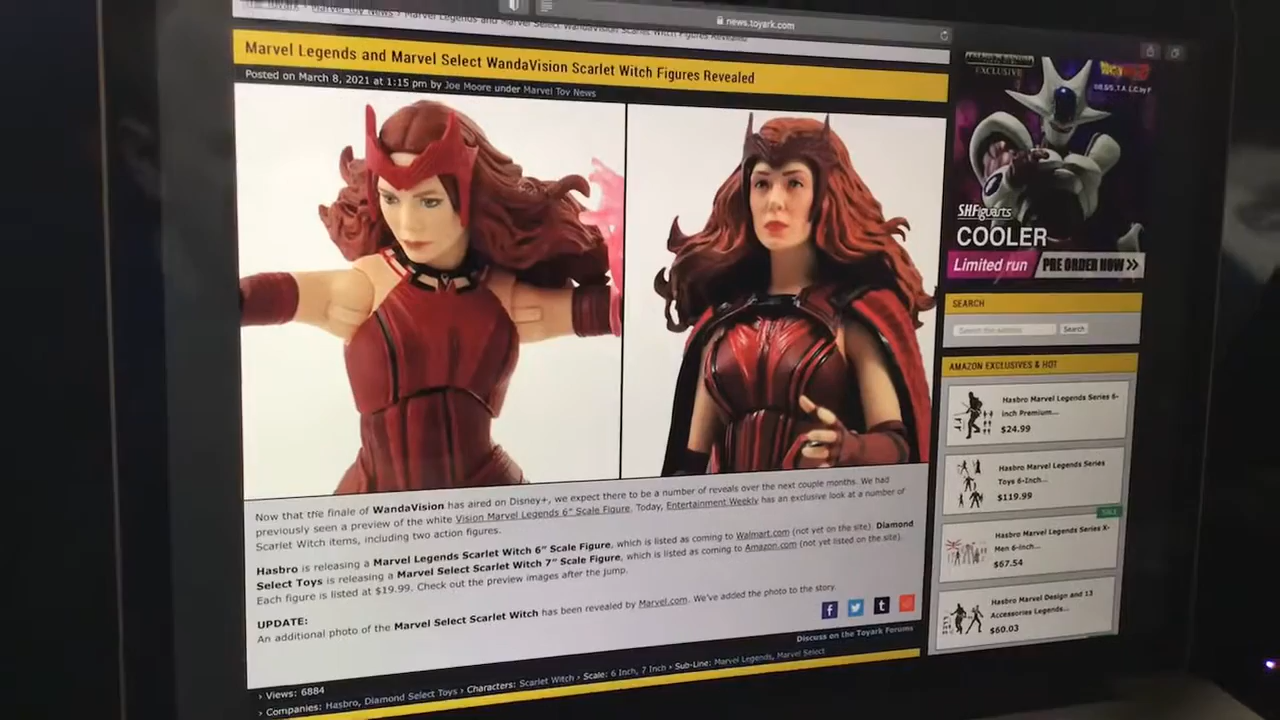 news.toyark.com
Marvel Legends and Marvel Select WandaVision Scarlet Witch Figures Revealed
Posted on March 8, 2021 at 1:15 pm by Joe Moore under Marvel Toy News
Now that the finale of WandaVision has aired on Disney+, we expect there to be a number of reveals over the next couple months. We had
previously seen a preview of the white Vision Marvel Legends 6" Scale Figure. Today, Entertainment Weekly has an exclusive look at a number of
Scarlet Witch items, including two action figures.
Hasbro is releasing a Marvel Legends Scarlet Witch 6" Scale Figure, which is listed as coming to Walmart.com (not yet on the site). Diamond
Select Toys is releasing a Marvel Select Scarlet Witch 7" Scale Figure, which is listed as coming to Amazon.com (not yet listed on the site).
Each figure is listed at $19.99. Check out the preview images after the jump.
UPDATE:
An additional photo of the Marvel Select Scarlet Witch has been revealed by Marvel.com. We've added the photo to the story.
Discuss on the Toyark Forums
› Views: 6884
› Companies: Hasbro, Diamond Select Toys › Characters: Scarlet Witch › Scale: 6 Inch, 7 Inch › Sub-Line: Marvel Legends, Marvel Select
EXCLUSIVE
SHFiguarts
COOLER
Limited run PRE ORDER NOW
SEARCH
Search
AMAZON EXCLUSIVES & HOT
Hasbro Marvel Legends Series 6-
inch Premium...
$24.99
Hasbro Marvel Legends Series
Toys 6-Inch...
$119.99
SALE
Hasbro Marvel Legends Series X-
Men 6-Inch...
$67.54
Hasbro Marvel Design and 13
Accessories Legends...
$60.03